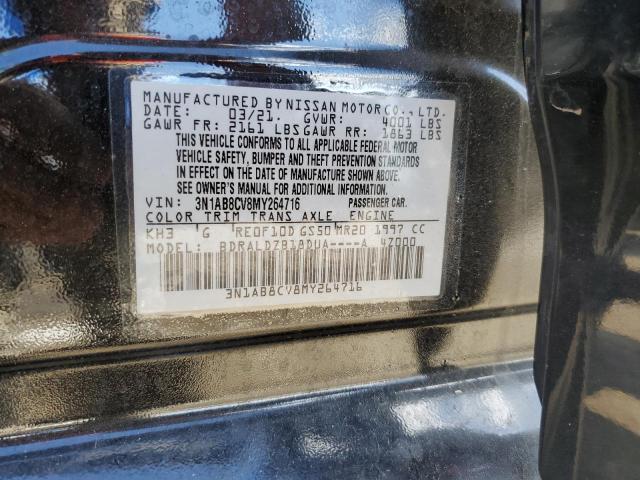 MANUFACTURED BY NISSAN MOTOR CO., LTD.
DATE: 03/21. GVWR: 4001 LBS
GAWR FR: 2161 LBS GAWR RR: 1863 LBS
THIS VEHICLE CONFORMS TO ALL APPLICABLE FEDERAL MOTOR
VEHICLE SAFETY, BUMPER AND THEFT PREVENTION STANDARDS
IN EFFECT ON THE DATE OF MANUFACTURE SHOWN ABOVE.
SEE OWNER'S MANUAL FOR ADDITIONAL INFORMATION.
VIN: 3N1AB8CV8MY264716 PASSENGER CAR.
COLOR TRIM TRANS AXLE ENGINE
KH3 G RE0F10D GS50 MR20 1997 CC
MODEL: BDRALDZB18DUA----A 47000
3N1AB8CV8MY264716